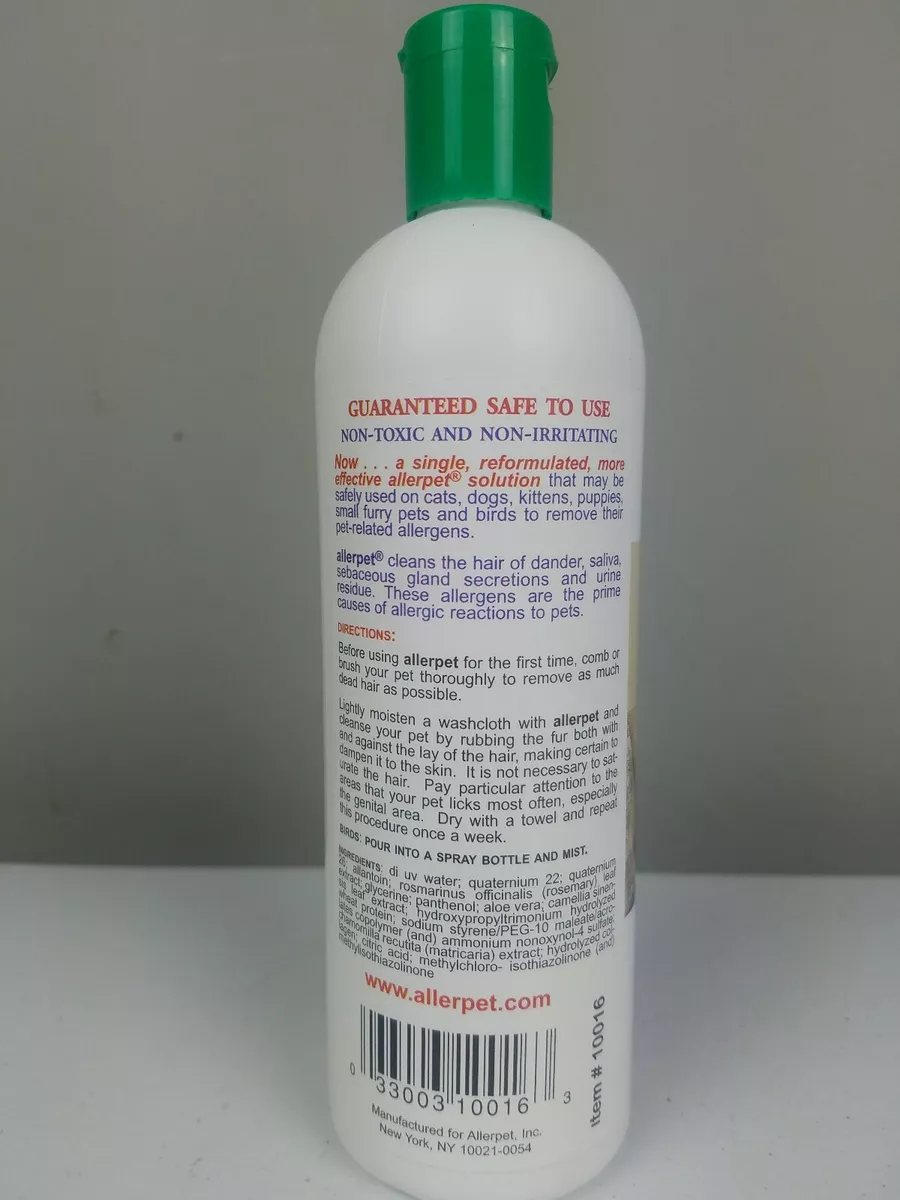 GUARANTEED SAFE TO USE
NON-TOXIC AND NON-IRRITATING
Now . . . a single, reformulated, more
effective allerpet® solution that may be
safely used on cats, dogs, kittens, puppies,
small furry pets and birds to remove their
pet-related allergens.
allerpet® cleans the hair of dander, saliva,
sebaceous gland secretions and urine
residue. These allergens are the prime
causes of allergic reactions to pets.
DIRECTIONS:
Before using allerpet for the first time, comb or
brush your pet thoroughly to remove as much
dead hair as possible.
Lightly moisten a washcloth with allerpet and
cleanse your pet by rubbing the fur both with
and against the lay of the hair, making certain to
dampen it to the skin. It is not necessary to sat-
urate the hair. Pay particular attention to the
areas that your pet licks most often, especially
the genital area. Dry with a towel and repeat
this procedure once a week.
BIRDS: POUR INTO A SPRAY BOTTLE AND MIST.
INGREDIENTS: di uv water; quaternium 22; quaternium
26; allantoin; rosmarinus officinalis (rosemary) leaf
extract; glycerine; panthenol; aloe vera; camellia sinen-
sis leaf extract; hydroxypropyltrimonium hydrolyzed
wheat protein; sodium styrene/PEG-10 maleate/acro-
lates copolymer (and) ammonium nonoxynol-4 sulfate;
chamomilla recutita (matricaria) extract; hydrolyzed col-
lagen; citric acid; methylchloro- isothiazolinone (and)
methylisothiazolinone
www.allerpet.com
0 33003 10016 3
Item # 10016
Manufactured for Allerpet, Inc.
New York, NY 10021-0054